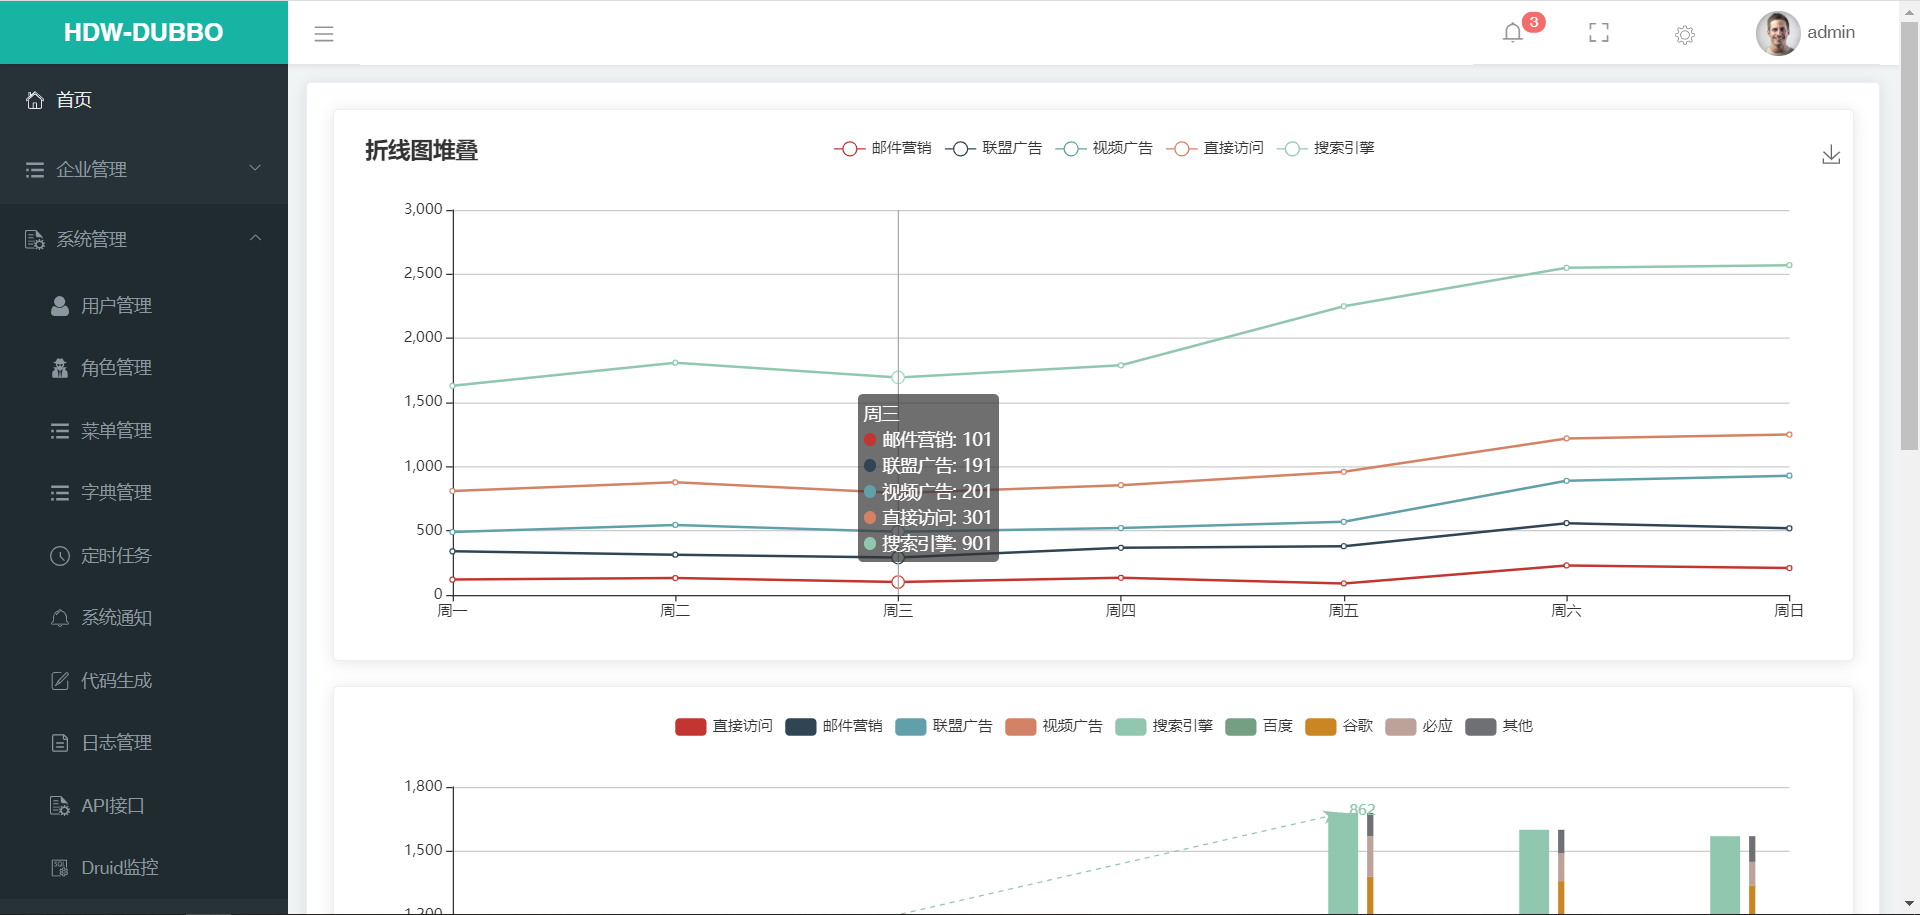 HDW-DUBBO
3
admin
首页
企业管理
系统管理
用户管理
角色管理
菜单管理
字典管理
定时任务
系统通知
代码生成
日志管理
API接口
Druid监控
折线图堆叠
邮件营销 联盟广告 视频广告 直接访问 搜索引擎
3,000
2,500
2,000
1,500
1,000
500
0
周三
邮件营销: 101
联盟广告: 191
视频广告: 201
直接访问: 301
搜索引擎: 901
周一 周二 周三 周四 周五 周六 周日
直接访问 邮件营销 联盟广告 视频广告 搜索引擎 百度 谷歌 必应 其他
1,800
862
1,500
1,200